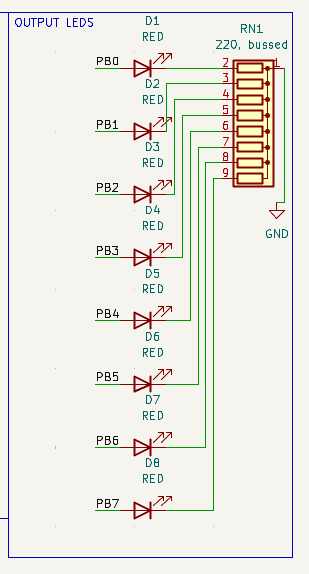 OUTPUT LEDS
D1
RED
RN1
220, bussed
PB0
2
1
D2
RED
3
4
5
PB1
6
D3
RED
7
8
9
PB2
D4
RED
GND
PB3
D5
RED
PB4
D6
RED
PB5
D7
RED
PB6
D8
RED
PB7